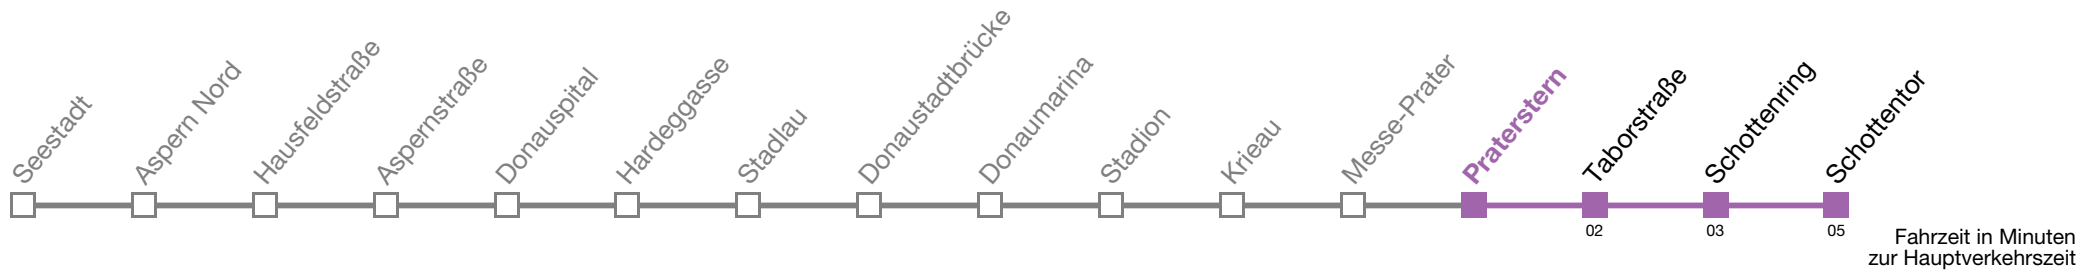 Seestadt
Aspern Nord
Hausfeldstraße
Aspernstraße
Donauspital
Hardeggasse
Stadlau
Donaustadtbrücke
Donaumarina
Stadion
Krieau
Messe-Prater
Praterstern
Taborstraße
Schottenring
Schottentor
02
03
05
Fahrzeit in Minuten
zur Hauptverkehrszeit